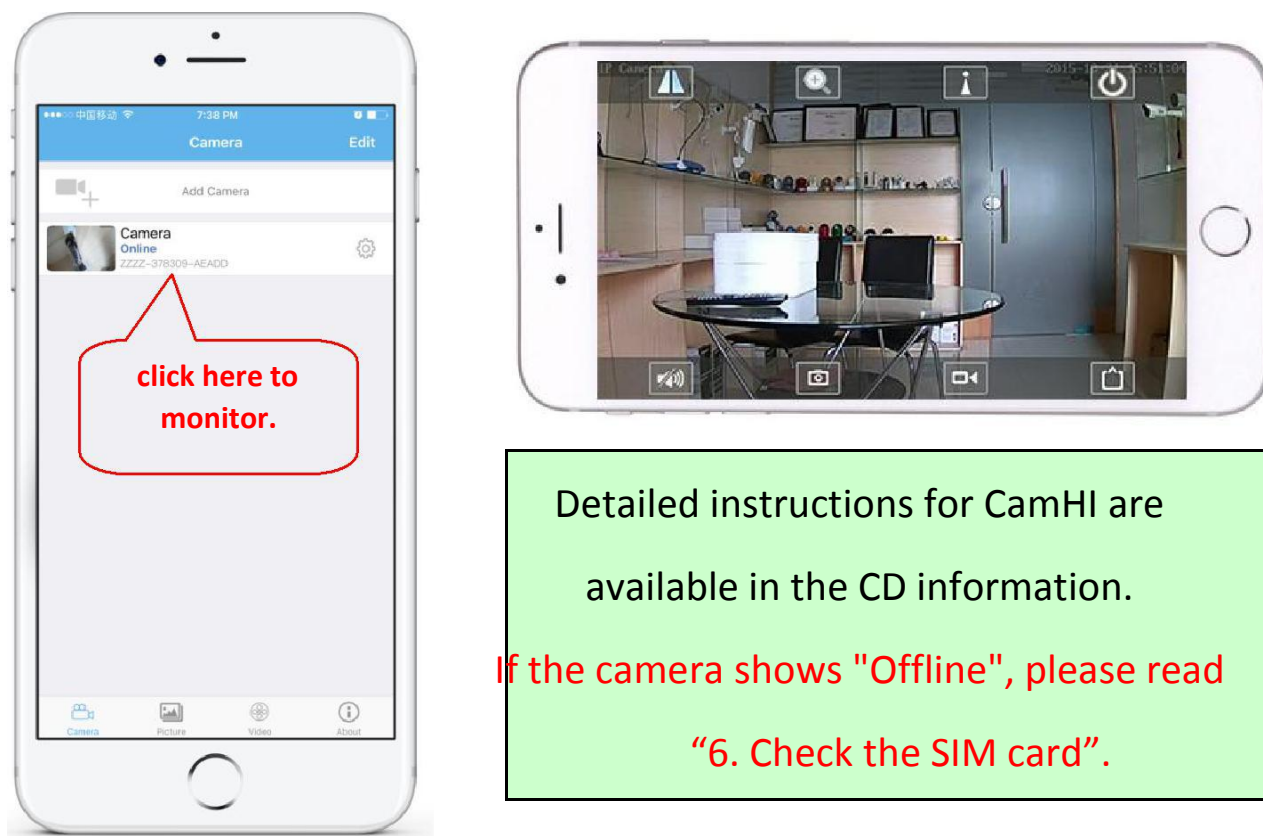 中国移动 7:38 PM
Camera Edit
Add Camera
Camera
Online
ZZZZ-378309-AEADD
click here to
monitor.
Camera Picture Video About
IP Camera
Detailed instructions for CamHI are
available in the CD information.
If the camera shows "Offline", please read
“6. Check the SIM card”.